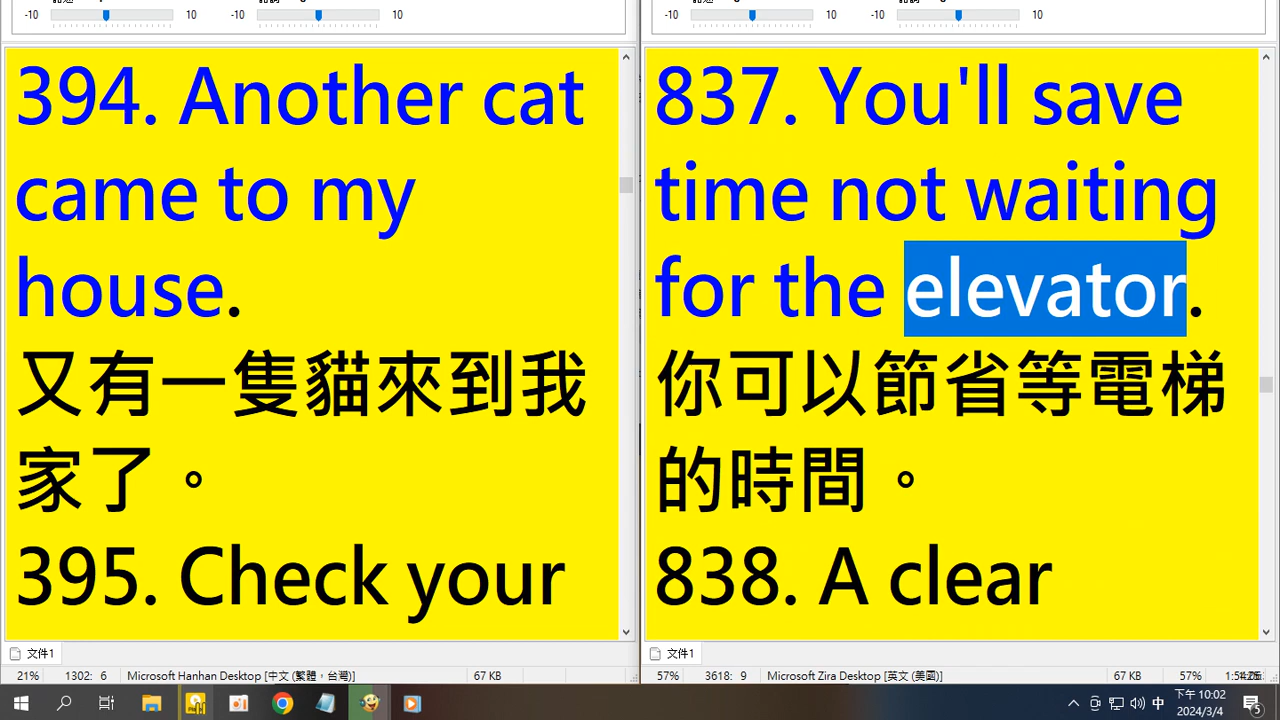 -10 10 -10 10
394. Another cat
came to my
house.
又有一隻貓來到我
家了。
395. Check your
文件1
21% 1302: 6 Microsoft Hanhan Desktop [中文 (繁體，台灣)] 67 KB
-10 10 -10 10
837. You'll save
time not waiting
for the elevator.
你可以節省等電梯
的時間。
838. A clear
文件1
57% 3618: 9 Microsoft Zira Desktop [英文 (美國)] 67 KB 57%
中
下午 10:02
2024/3/4
5